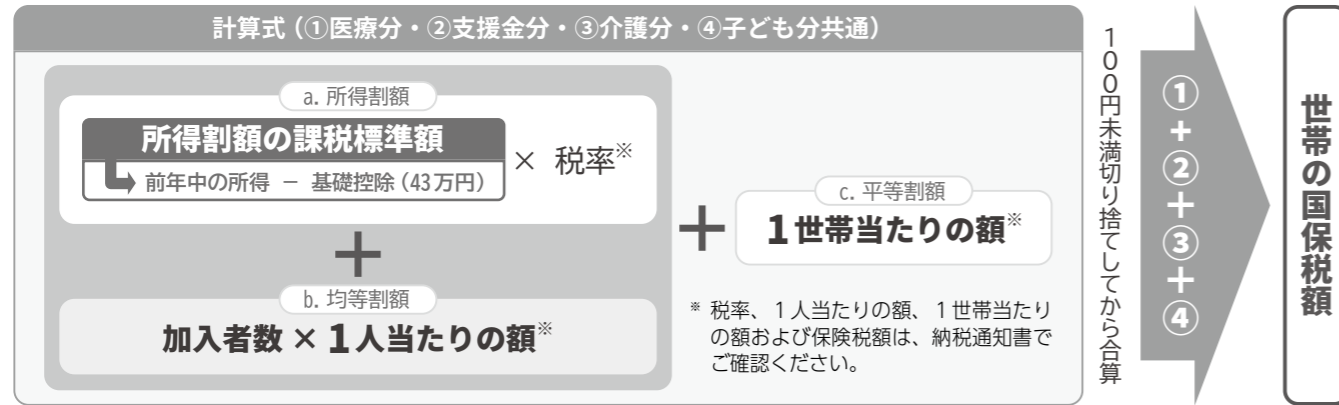 計算式（①医療分・②支援金分・③介護分・④子ども分共通）
a. 所得割額
所得割額の課税標準額
前年中の所得 － 基礎控除（43万円）
× 税率※
＋
b. 均等割額
加入者数 × 1人当たりの額※
＋
c. 平等割額
1世帯当たりの額※
※ 税率、1人当たりの額、1世帯当たり
の額および保険税額は、納税通知書で
ご確認ください。
100円未満切り捨てしてから合算
①＋②＋③＋④
世帯の国保税額